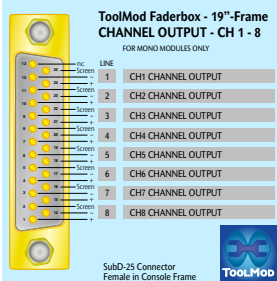 ToolMod Faderbox - 19"-Frame
CHANNEL OUTPUT - CH 1 - 8
FOR MONO MODULES ONLY
nc LINE
Screen
1 CH1 CHANNEL OUTPUT
Screen
2 CH2 CHANNEL OUTPUT
Screen
3 CH3 CHANNEL OUTPUT
Screen
4 CH4 CHANNEL OUTPUT
Screen
5 CH5 CHANNEL OUTPUT
Screen
6 CH6 CHANNEL OUTPUT
Screen
7 CH7 CHANNEL OUTPUT
Screen
8 CH8 CHANNEL OUTPUT
SubD-25 Connector
Female in Console Frame
TOOLMOD